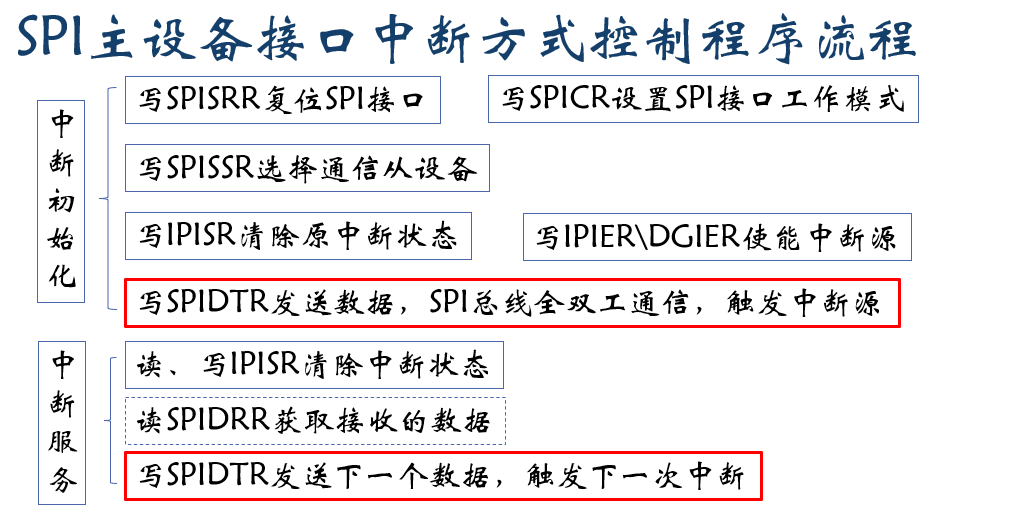 SPI主设备接口中断方式控制程序流程
中断初始化
写SPISRR复位SPI接口
写SPICR设置SPI接口工作模式
写SPISSR选择通信从设备
写IPISR清除原中断状态
写IPIER\DGIER使能中断源
写SPIDTR发送数据，SPI总线全双工通信，触发中断源
中断服务
读、写IPISR清除中断状态
读SPIDRR获取接收的数据
写SPIDTR发送下一个数据，触发下一次中断